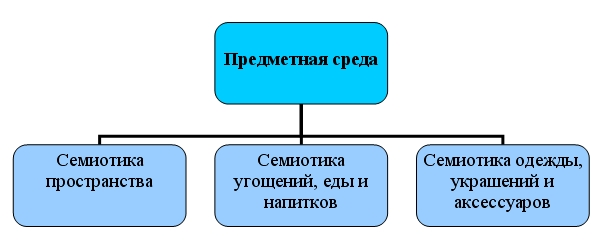 Предметная среда
Семиотика
пространства
Семиотика
угощений, еды и
напитков
Семиотика одежды,
украшений и
аксессуаров